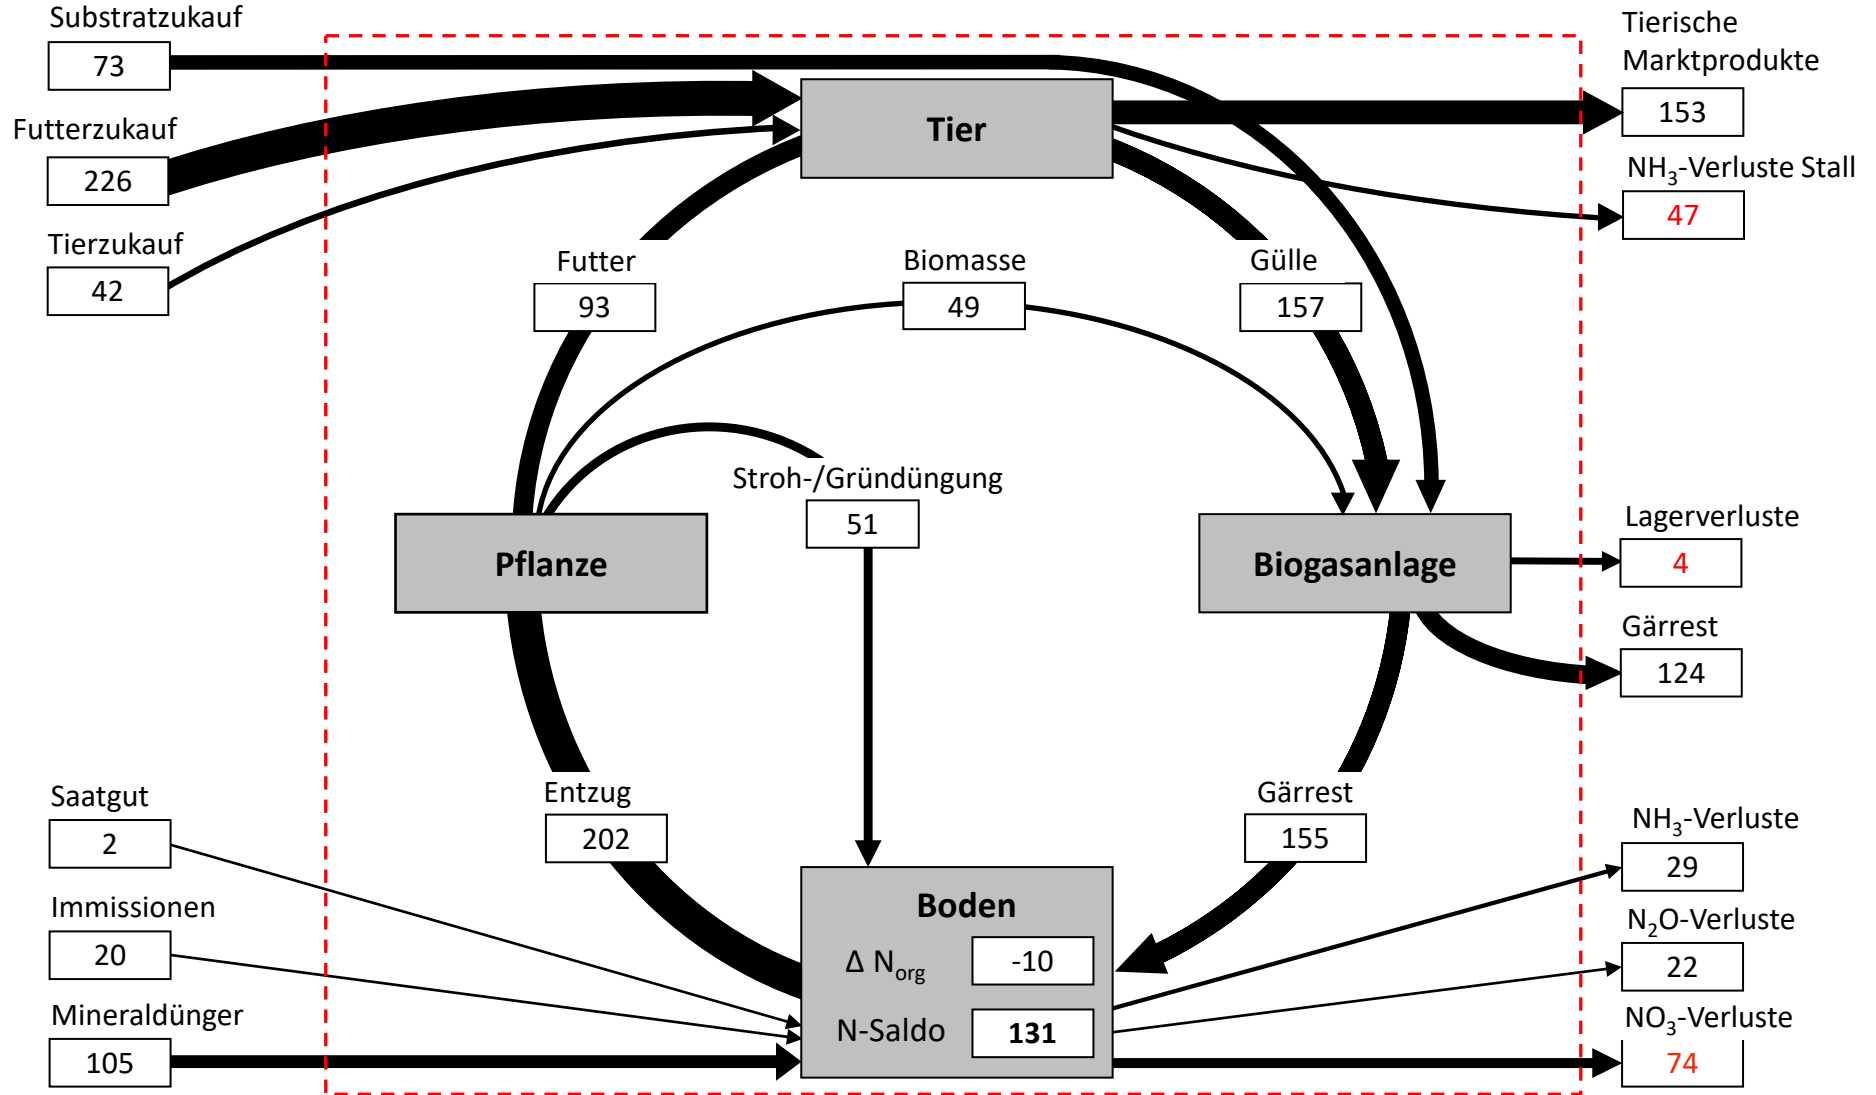 Substratzukauf
73
Futterzukauf
226
Tierzukauf
42
Tier
Tierische
Marktprodukte
153
NH₃-Verluste Stall
47
Futter
93
Biomasse
49
Gülle
157
Stroh-/Gründüngung
51
Pflanze
Biogasanlage
Lagerverluste
4
Gärrest
124
Entzug
202
Gärrest
155
Saatgut
2
Immissionen
20
Mineraldünger
105
Boden
Δ N_org -10
N-Saldo 131
NH₃-Verluste
29
N₂O-Verluste
22
NO₃-Verluste
74